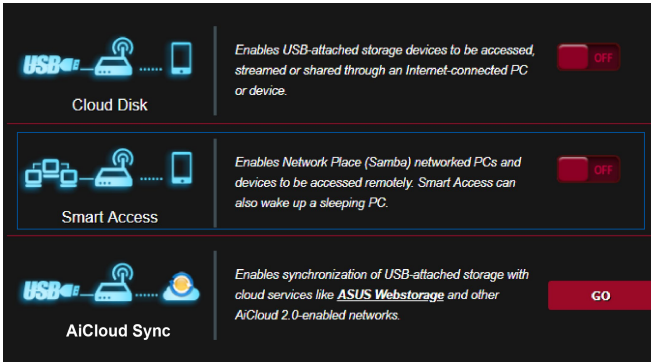 USB
Cloud Disk
Enables USB-attached storage devices to be accessed,
streamed or shared through an Internet-connected PC
or device.
OFF
Smart Access
Enables Network Place (Samba) networked PCs and
devices to be accessed remotely. Smart Access can
also wake up a sleeping PC.
OFF
USB
AiCloud Sync
Enables synchronization of USB-attached storage with
cloud services like ASUS Webstorage and other
AiCloud 2.0-enabled networks.
GO